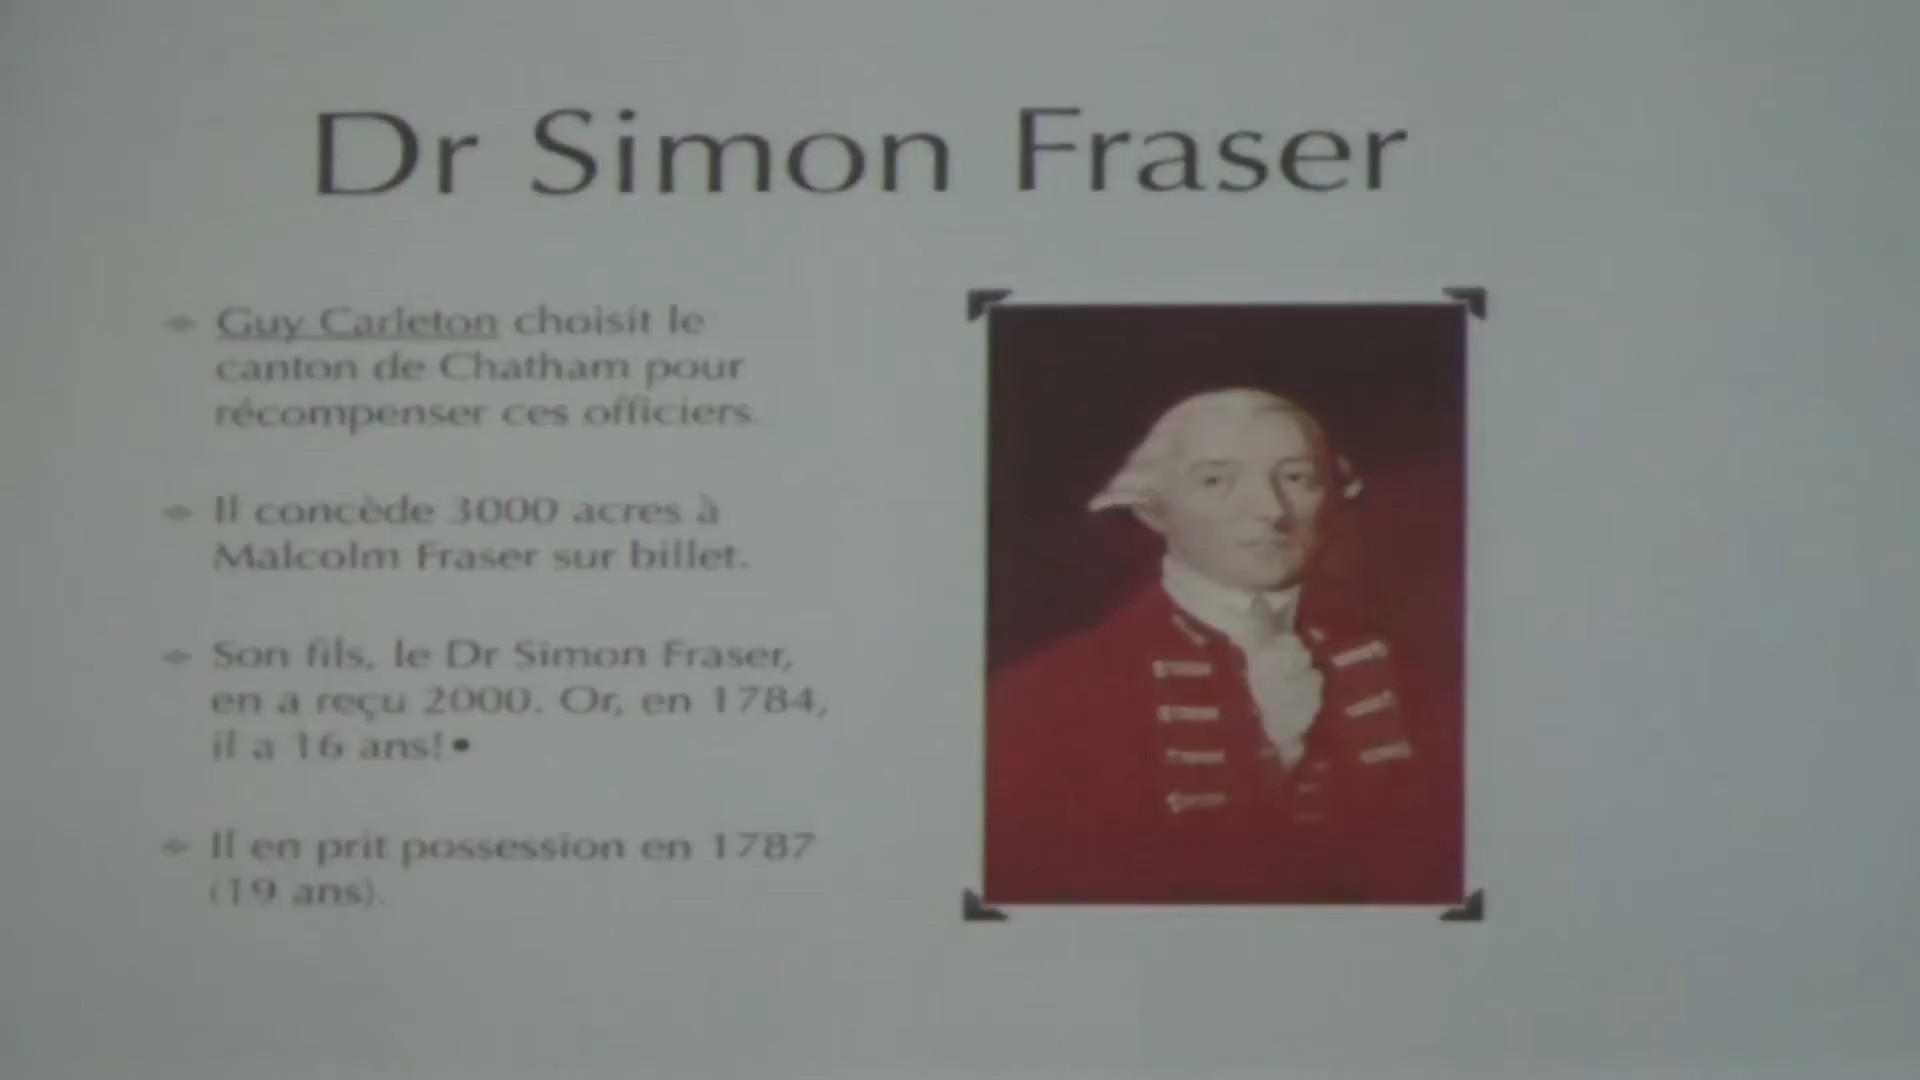 Dr Simon Fraser
Guy Carleton choisit le
canton de Chatham pour
récompenser ces officiers.
Il concède 3000 acres à
Malcolm Fraser sur billet.
Son fils, le Dr Simon Fraser,
en a reçu 2000. Or, en 1784,
il a 16 ans!•
Il en prit possession en 1787
(19 ans).